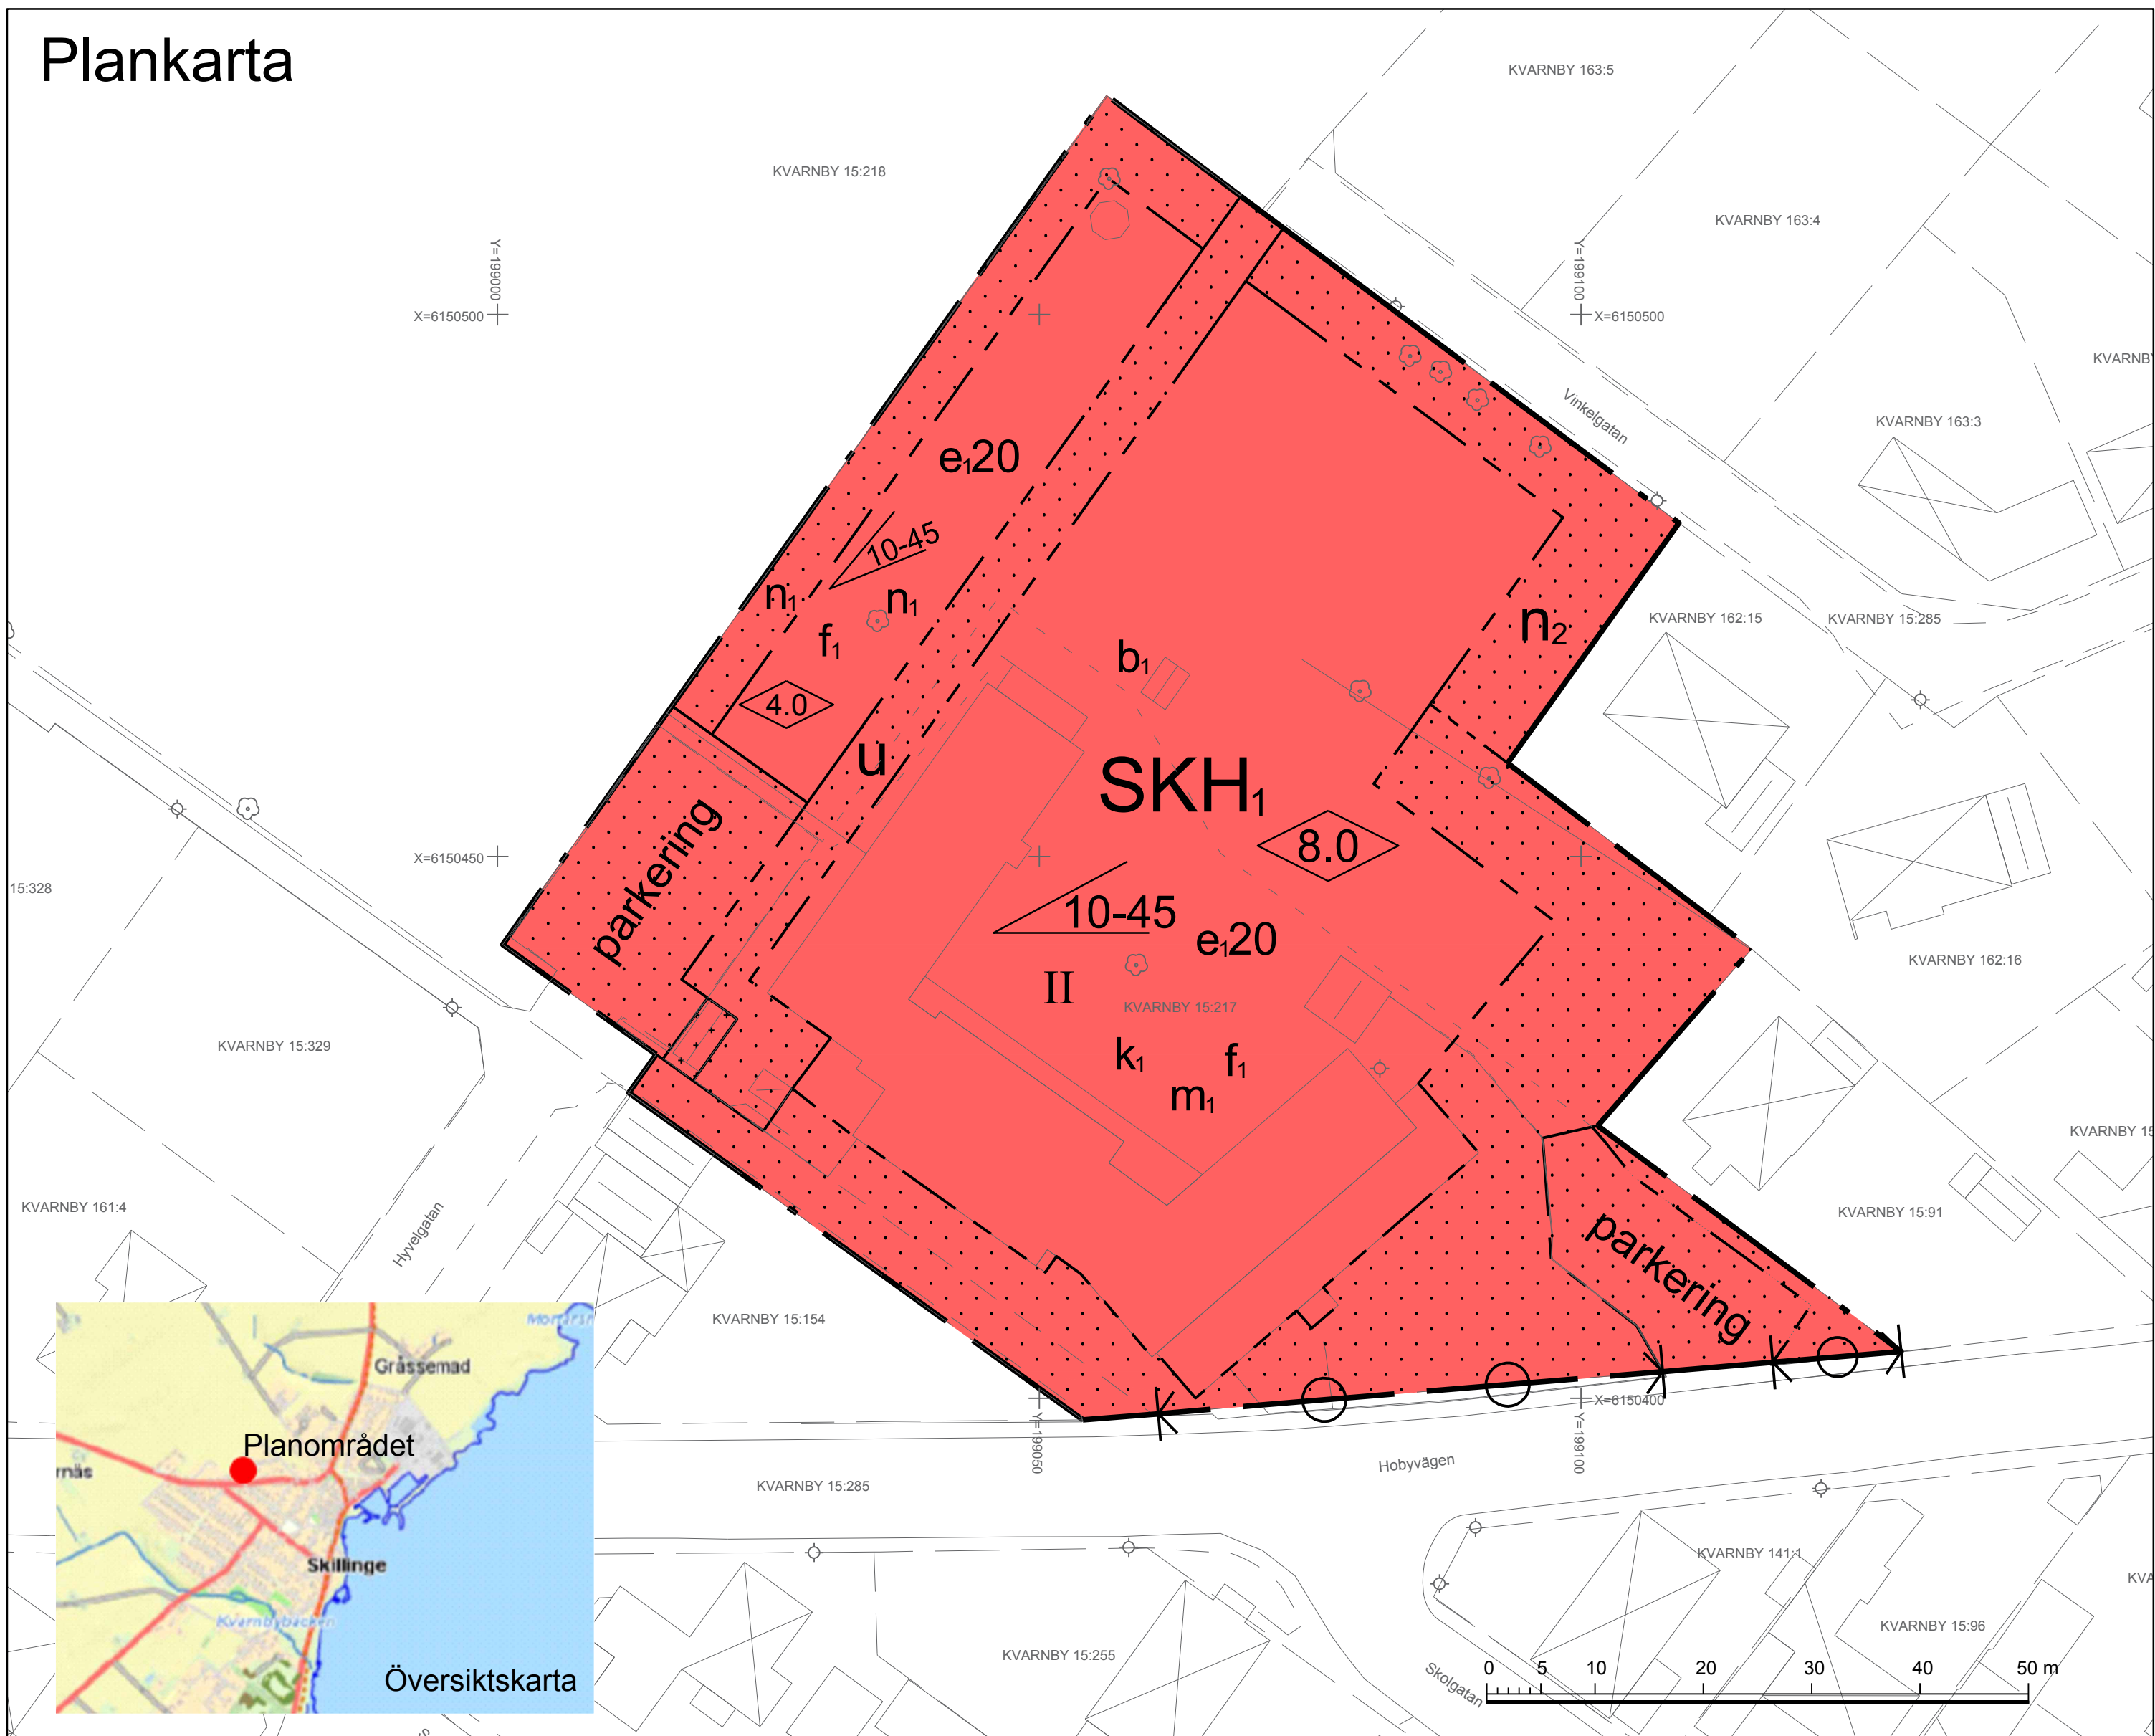 Plankarta
KVARNBY 163:5
KVARNBY 15:218
KVARNBY 163:4
Y=199000
X=6150500
Y=199100
X=6150500
KVARNBY
Vinkelgatan
KVARNBY 163:3
e₁20
10-45
n₁
n₁
f₁
n₂
KVARNBY 162:15
KVARNBY 15:285
b₁
4.0
u
SKH₁
8.0
X=6150450
parkering
15:328
10-45
e₁20
II
KVARNBY 15:217
KVARNBY 162:16
KVARNBY 15:329
k₁
f₁
m₁
KVARNBY 15
KVARNBY 161:4
Hyvelgatan
KVARNBY 15:91
parkering
KVARNBY 15:154
Gråssemad
X=6150400
Y=199050
Y=199100
Planområdet
rnäs
Hobyvägen
KVARNBY 15:285
Skillinge
KVARNBY 141:1
KVA
Kvarnbybäcken
KVARNBY 15:96
KVARNBY 15:255
Översiktskarta
Skolgatan
0 5 10 20 30 40 50 m